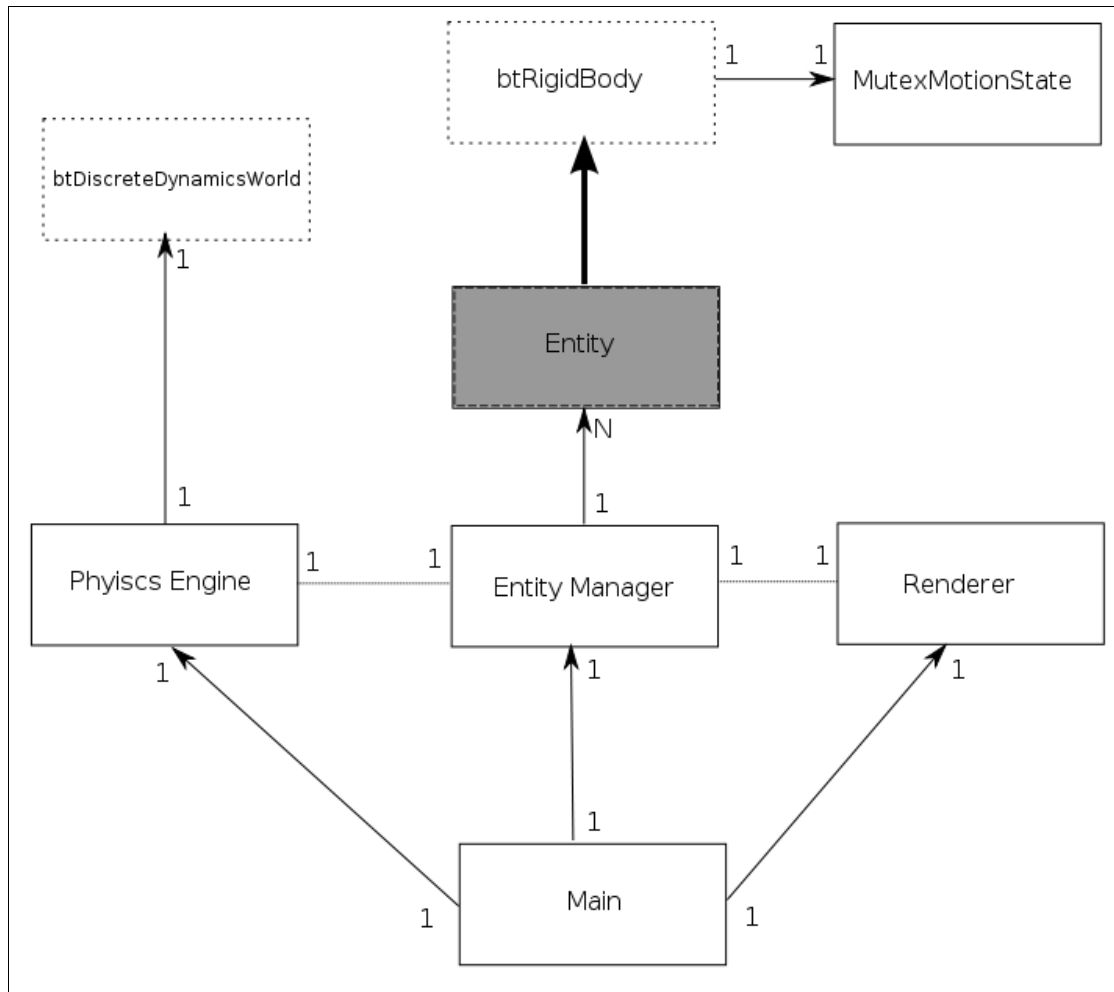 btRigidBody
1
1
MutexMotionState
btDiscreteDynamicsWorld
1
Entity
N
1
1
Phyiscs Engine
1
1
Entity Manager
1
1
Renderer
1
1
1
1
Main
1
1